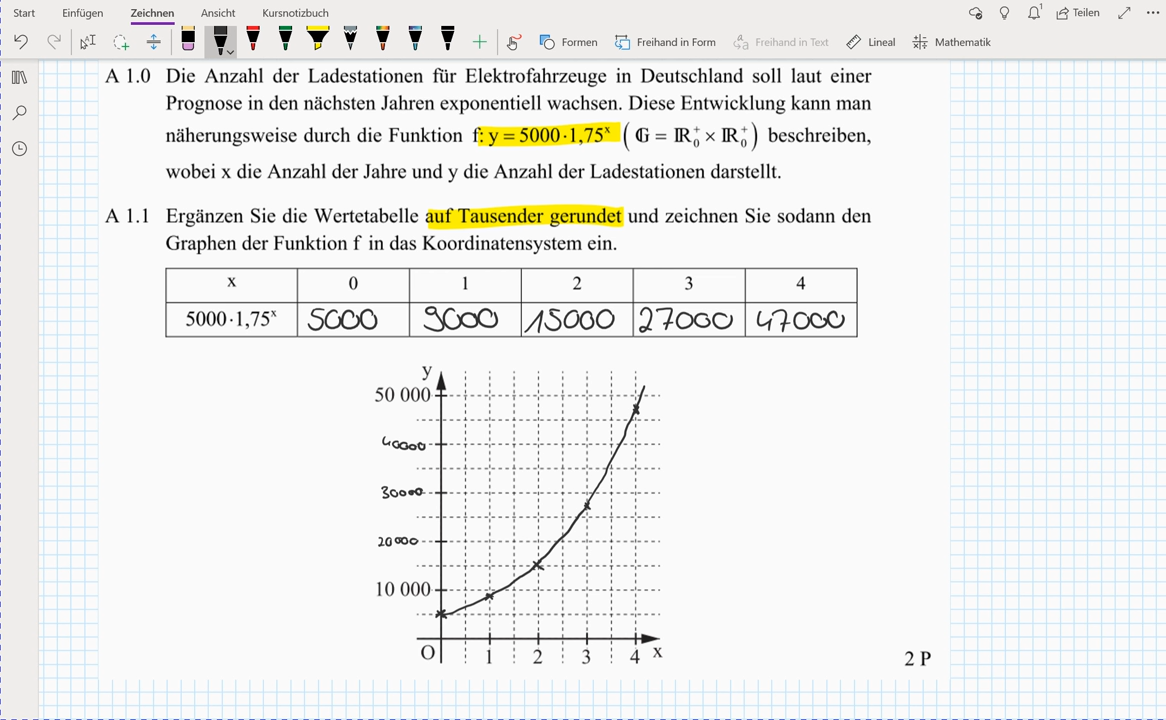 Start Einfügen Zeichnen Ansicht Kursnotizbuch
1 Teilen
Formen Freihand in Form Freihand in Text Lineal Mathematik
A 1.0 Die Anzahl der Ladestationen für Elektrofahrzeuge in Deutschland soll laut einer
Prognose in den nächsten Jahren exponentiell wachsen. Diese Entwicklung kann man
näherungsweise durch die Funktion f: y = 5000·1,75ˣ (𝔾 = ℝ₀⁺ × ℝ₀⁺) beschreiben,
wobei x die Anzahl der Jahre und y die Anzahl der Ladestationen darstellt.
A 1.1 Ergänzen Sie die Wertetabelle auf Tausender gerundet und zeichnen Sie sodann den
Graphen der Funktion f in das Koordinatensystem ein.
x 0 1 2 3 4
5000·1,75ˣ 5000 9000 15000 27000 47000
y
50 000
40000
30000
20000
10 000
O 1 2 3 4 x
2 P